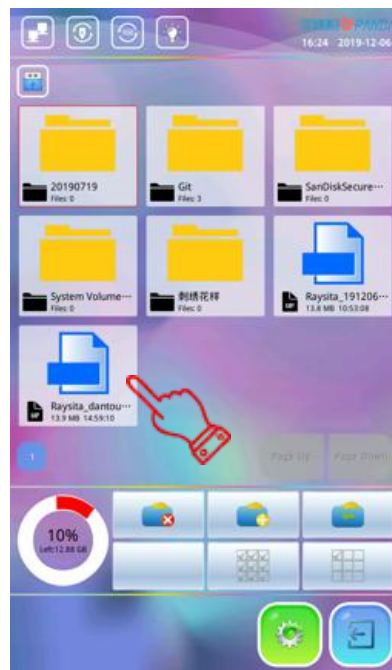 16:24 2019-12-06
20190719
Files: 0
Git
Files: 3
SanDiskSecure···
Files: 0
System Volume···
Files: 0
刺绣花样
Files: 0
Raysita_191206···
13.8 MB 10:53:08
Raysita_dantou···
13.9 MB 14:59:10
1
Page Up
Page Down
10%
Left:12.88 GB